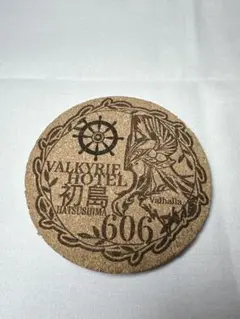 VALKYRIE
HOTEL
初島
HATSUSHIMA
606
Valhalla